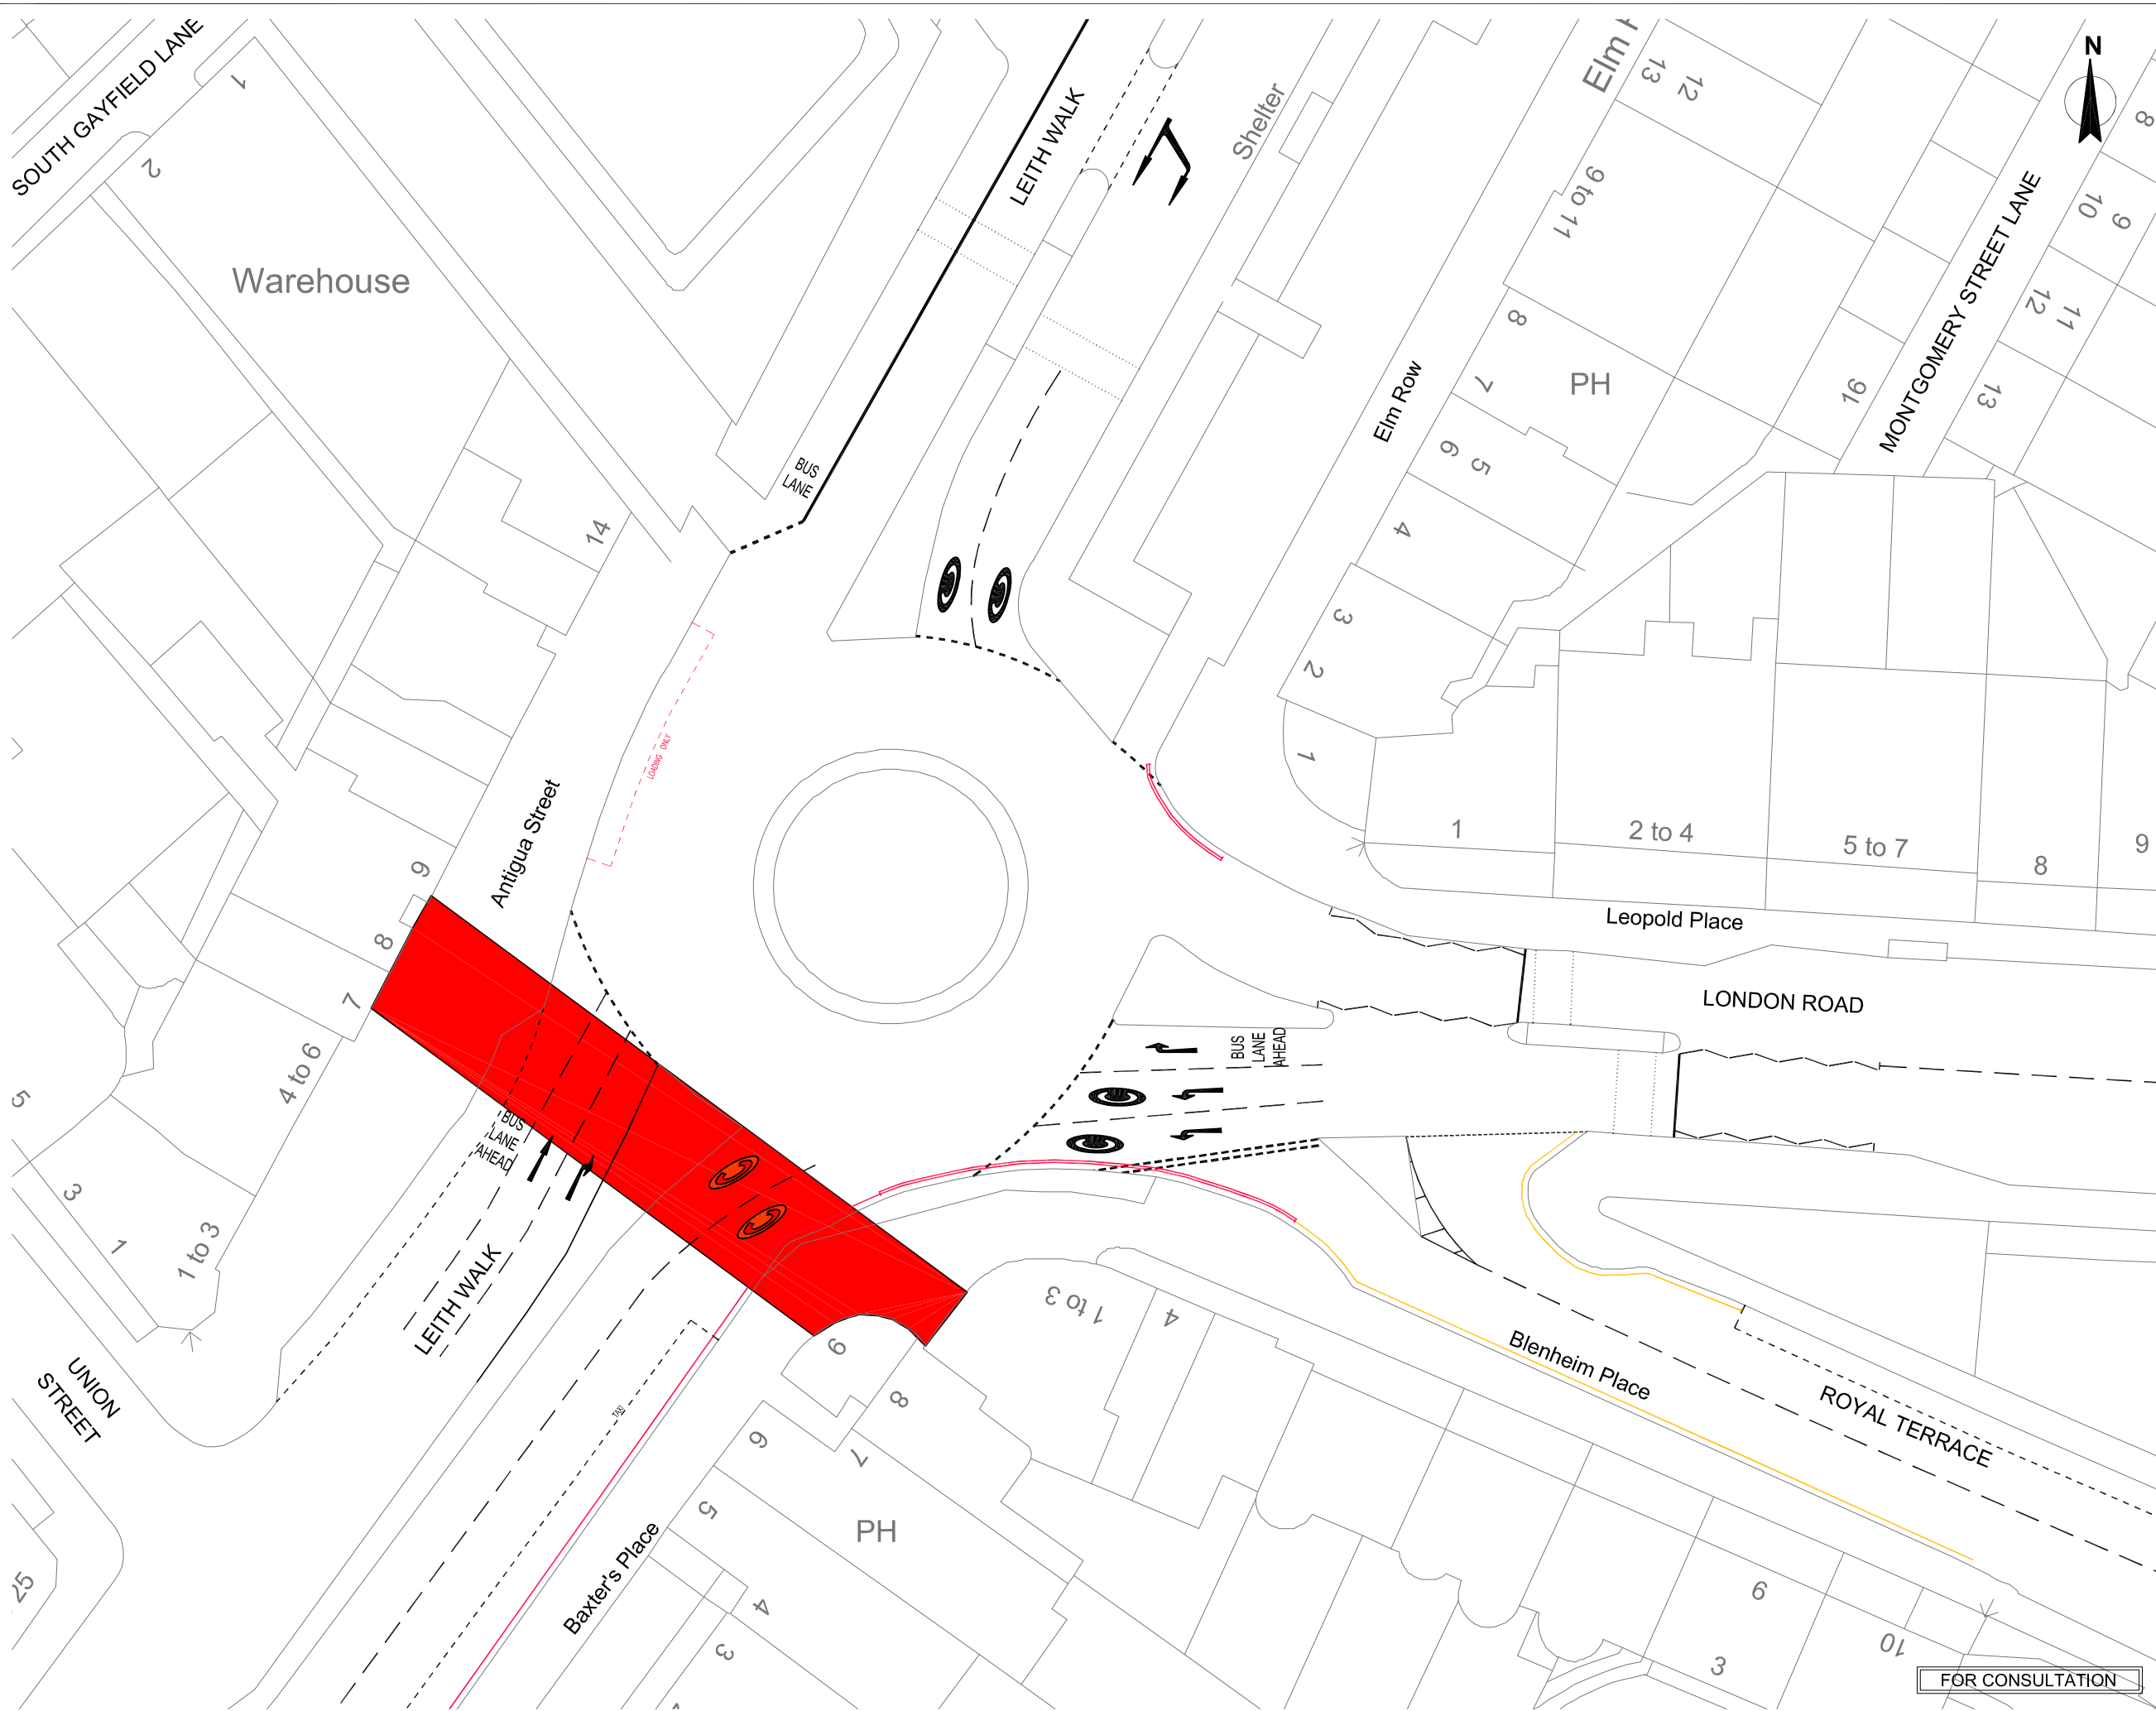 SOUTH GAYFIELD LANE
1
2
Warehouse
14
LEITH WALK
BUS
LANE
Shelter
Elm R
13
12
9 to 11
8
7
PH
6
5
4
3
2
1
Elm Row
N
MONTGOMERY STREET LANE
8
9
10
11
12
13
16
LOADING ONLY
Antigua Street
9
8
7
4 to 6
5
3
1
1 to 3
1
2 to 4
5 to 7
8
9
Leopold Place
LONDON ROAD
BUS
LANE
AHEAD
BUS
LANE
AHEAD
LEITH WALK
UNION
STREET
25
TAXI
Baxter's Place
9
8
7
6
5
4
3
PH
1 to 3
4
Blenheim Place
ROYAL TERRACE
6
3
10
FOR CONSULTATION